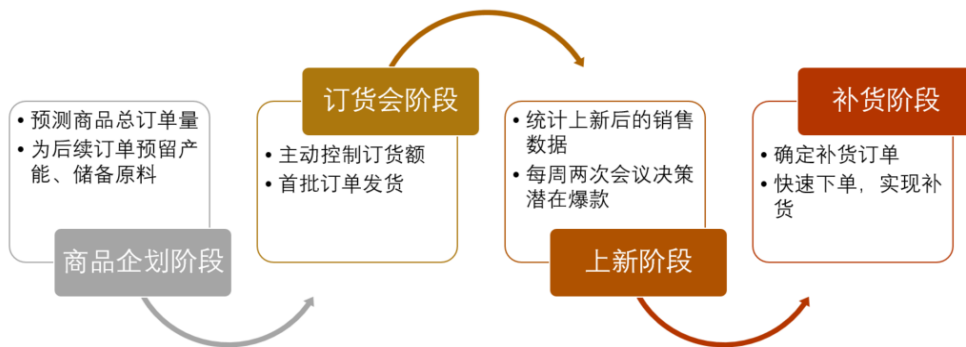 • 预测商品总订单量
• 为后续订单预留产
能、储备原料
商品企划阶段
订货会阶段
• 主动控制订货额
• 首批订单发货
• 统计上新后的销售
数据
• 每周两次会议决策
潜在爆款
上新阶段
补货阶段
• 确定补货订单
• 快速下单，实现补
货